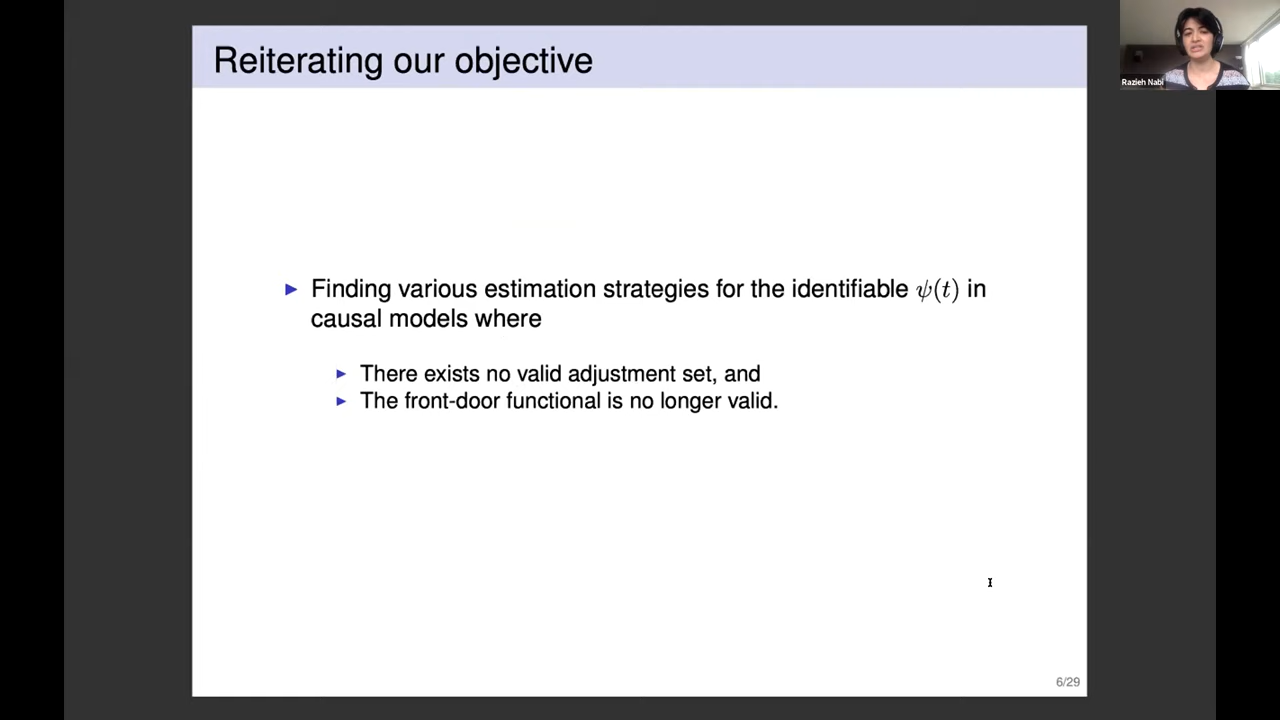 Reiterating our objective
Razieh Nabi
▶ Finding various estimation strategies for the identifiable ψ(t) in
causal models where
▶ There exists no valid adjustment set, and
▶ The front-door functional is no longer valid.
6/29